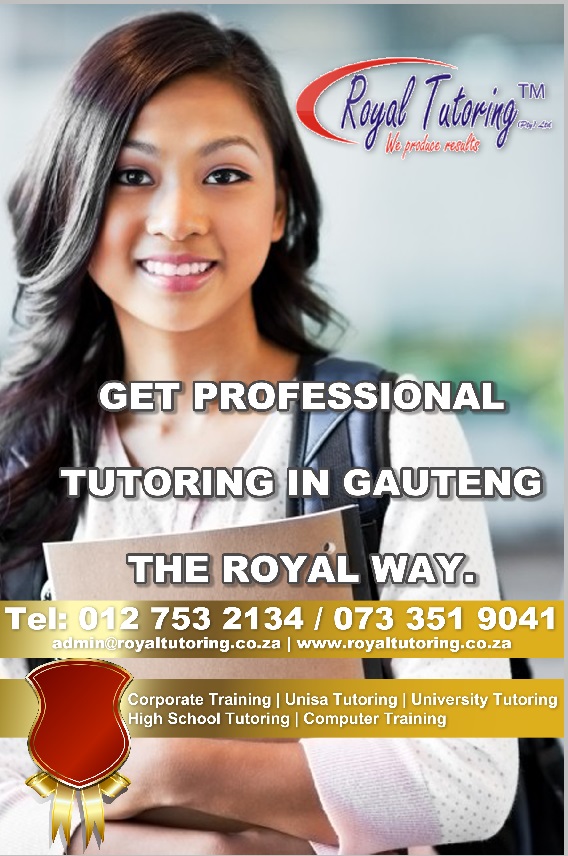 Royal Tutoring TM
(Pty) Ltd
We produce results
GET PROFESSIONAL
TUTORING IN GAUTENG
THE ROYAL WAY.
Tel: 012 753 2134 / 073 351 9041
admin@royaltutoring.co.za | www.royaltutoring.co.za
Corporate Training | Unisa Tutoring | University Tutoring
High School Tutoring | Computer Training